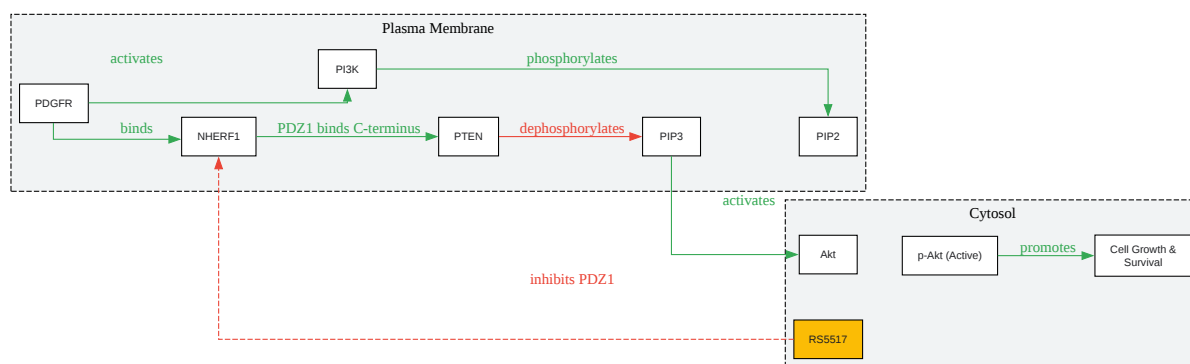 Plasma Membrane
activates
PI3K
phosphorylates
PDGFR
binds
NHERF1
PDZ1 binds C-terminus
PTEN
dephosphorylates
PIP3
PIP2
activates
Cytosol
Akt
p-Akt (Active)
promotes
Cell Growth &
Survival
inhibits PDZ1
RS5517